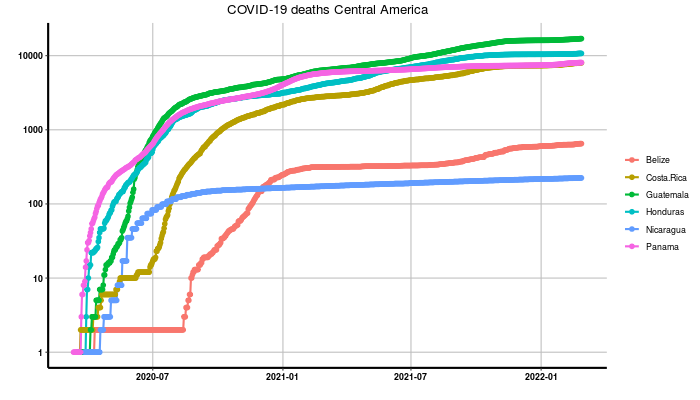 COVID-19 deaths Central America
10000
1000
100
10
1
2020-07
2021-01
2021-07
2022-01
Belize
Costa.Rica
Guatemala
Honduras
Nicaragua
Panama